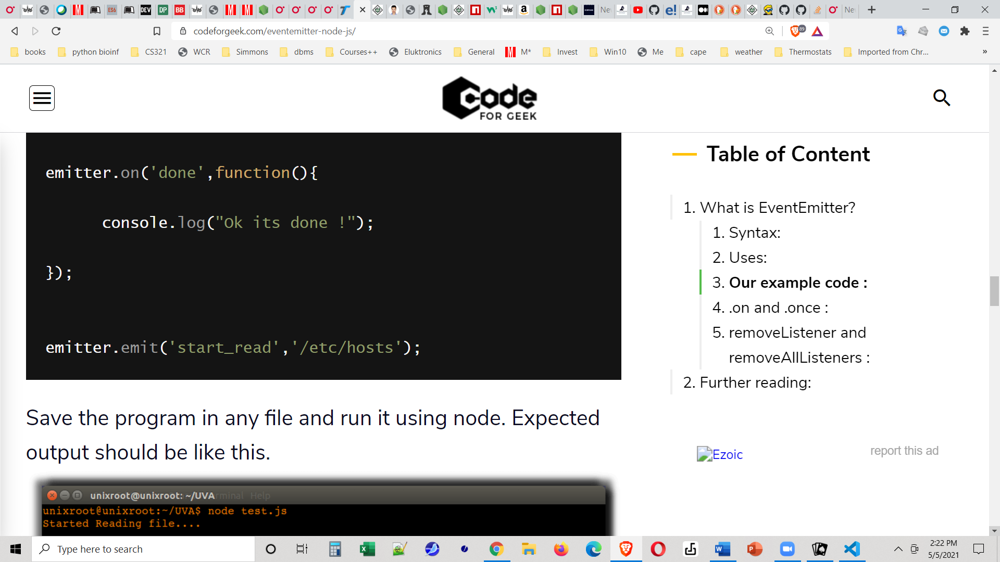 ES6
DEV
DP
BB
Ne
Ne
codeforgeek.com/eventemitter-node-js/
89
books
python bioinf
CS321
WCR
Simmons
dbms
Courses++
Eluktronics
General
M*
Invest
Win10
Me
cape
weather
Thermostats
Imported from Chr...
»
Code
FOR GEEK
emitter.on('done',function(){
console.log("Ok its done !");
});
emitter.emit('start_read','/etc/hosts');
Save the program in any file and run it using node. Expected
output should be like this.
unixroot@unixroot: ~/UVA
Help
unixroot@unixroot:~/UVA$ node test.js
Started Reading file....
Table of Content
1. What is EventEmitter?
1. Syntax:
2. Uses:
3. Our example code :
4. .on and .once :
5. removeListener and
removeAllListeners :
2. Further reading:
Ezoic
report this ad
Type here to search
2:22 PM
5/5/2021